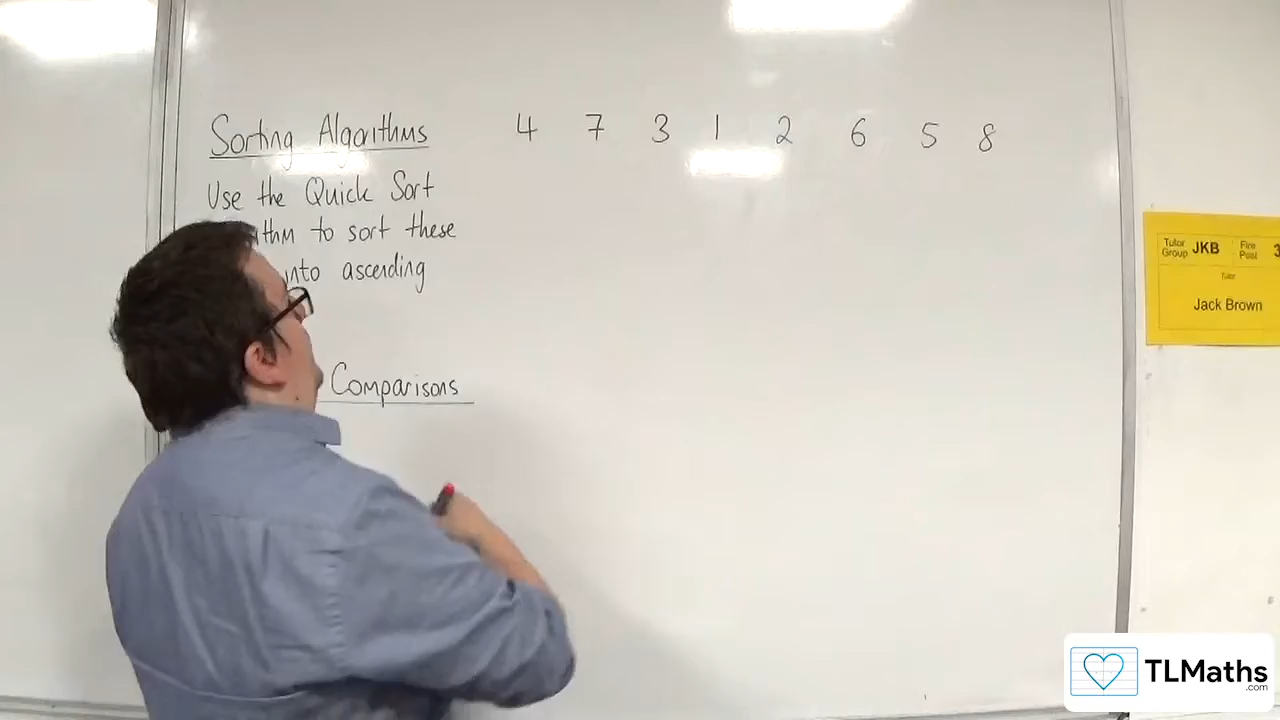 Sorting Algorithms
4 7 3 1 2 6 5 8
Use the Quick Sort
to sort these
into ascending
Comparisons
Tutor Group JKB Fire Post 3
Tutor
Jack Brown
TLMaths
.com